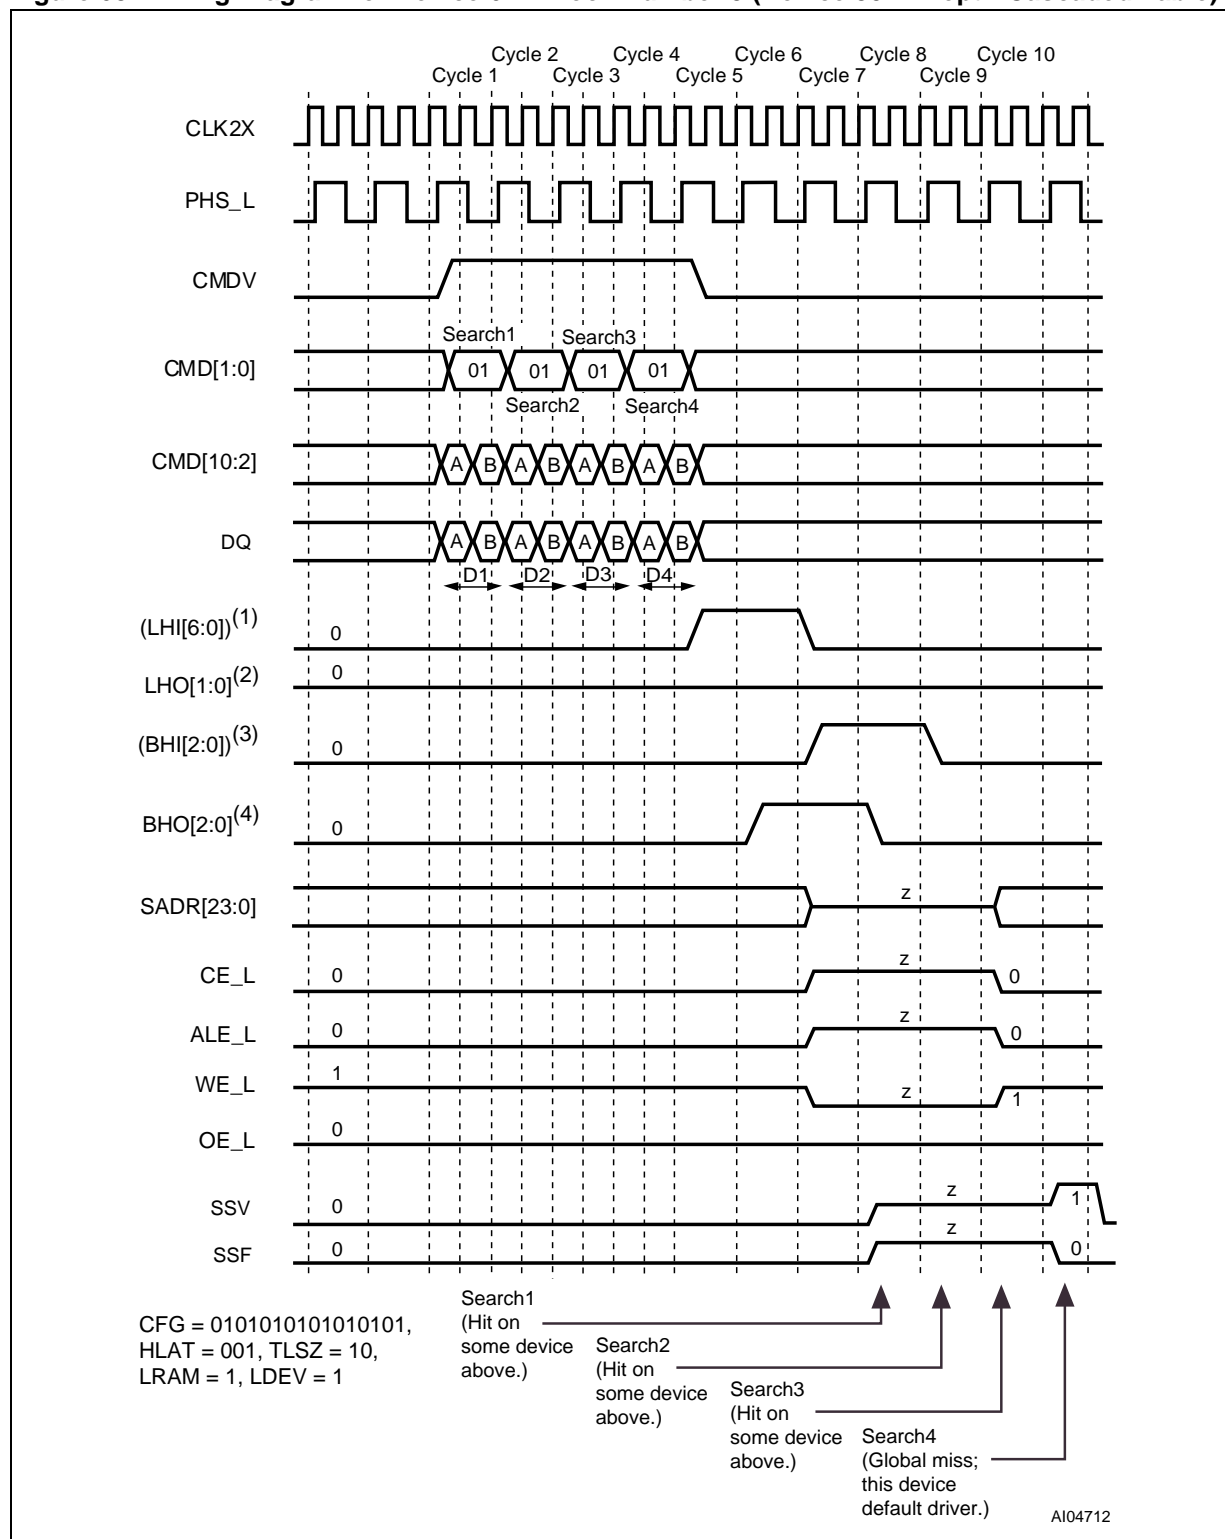 Cycle 2 Cycle 4 Cycle 6 Cycle 8 Cycle 10
Cycle 1 Cycle 3 Cycle 5 Cycle 7 Cycle 9
CLK2X
PHS_L
CMDV
Search1 Search3
CMD[1:0] 01 01 01 01
Search2 Search4
CMD[10:2] A B A B A B A B
DQ A B A B A B A B
D1 D2 D3 D4
(LHI[6:0])(1) 0
LHO[1:0](2) 0
(BHI[2:0])(3) 0
BHO[2:0](4) 0
SADR[23:0] z
CE_L 0 z 0
ALE_L 0 z 0
WE_L 1 z 1
OE_L 0
SSV 0 z 1
SSF 0 z 0
CFG = 0101010101010101,
HLAT = 001, TLSZ = 10,
LRAM = 1, LDEV = 1
Search1
(Hit on
some device
above.)
Search2
(Hit on
some device
above.)
Search3
(Hit on
some device
above.)
Search4
(Global miss;
this device
default driver.)
AI04712